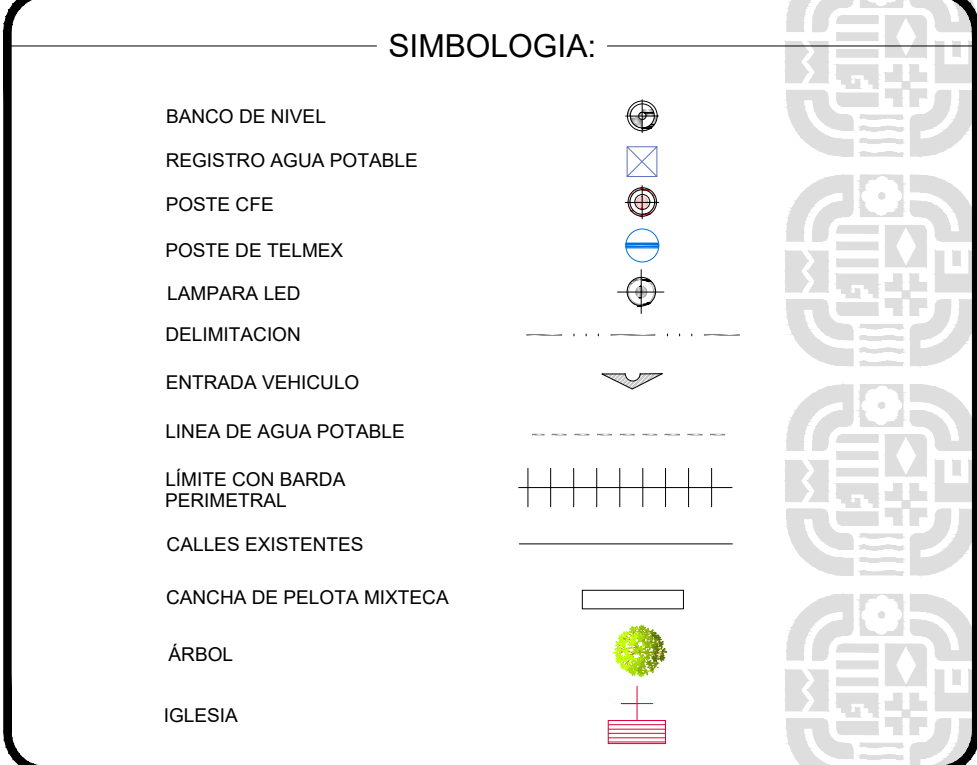 SIMBOLOGIA:
BANCO DE NIVEL
REGISTRO AGUA POTABLE
POSTE CFE
POSTE DE TELMEX
LAMPARA LED
DELIMITACION
ENTRADA VEHICULO
LINEA DE AGUA POTABLE
LÍMITE CON BARDA
PERIMETRAL
CALLES EXISTENTES
CANCHA DE PELOTA MIXTECA
ÁRBOL
IGLESIA